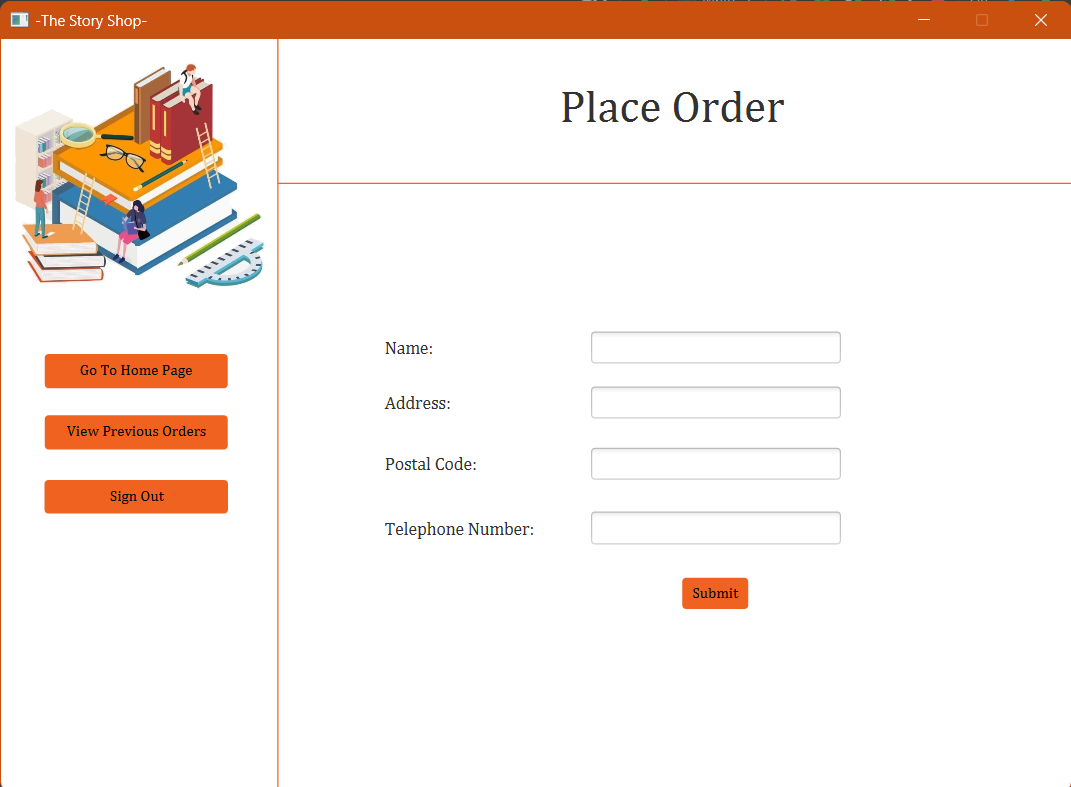 -The Story Shop-
Place Order
Go To Home Page
View Previous Orders
Sign Out
Name:
Address:
Postal Code:
Telephone Number:
Submit